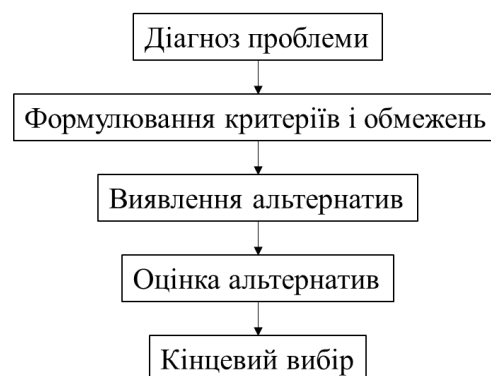 Діагноз проблеми
Формулювання критеріїв і обмежень
Виявлення альтернатив
Оцінка альтернатив
Кінцевий вибір